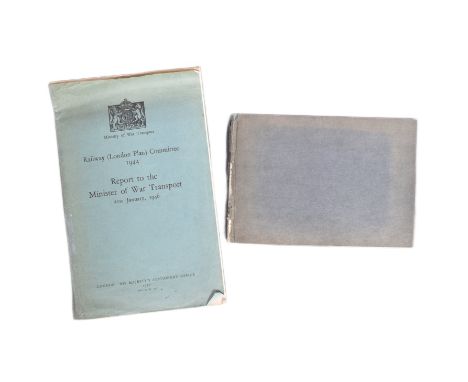 Ministry of War Transport
Railway (London Plan) Committee
1944
Report to the
Minister of War Transport
January, 1946
LONDON: HIS MAJESTY'S STATIONERY OFFICE